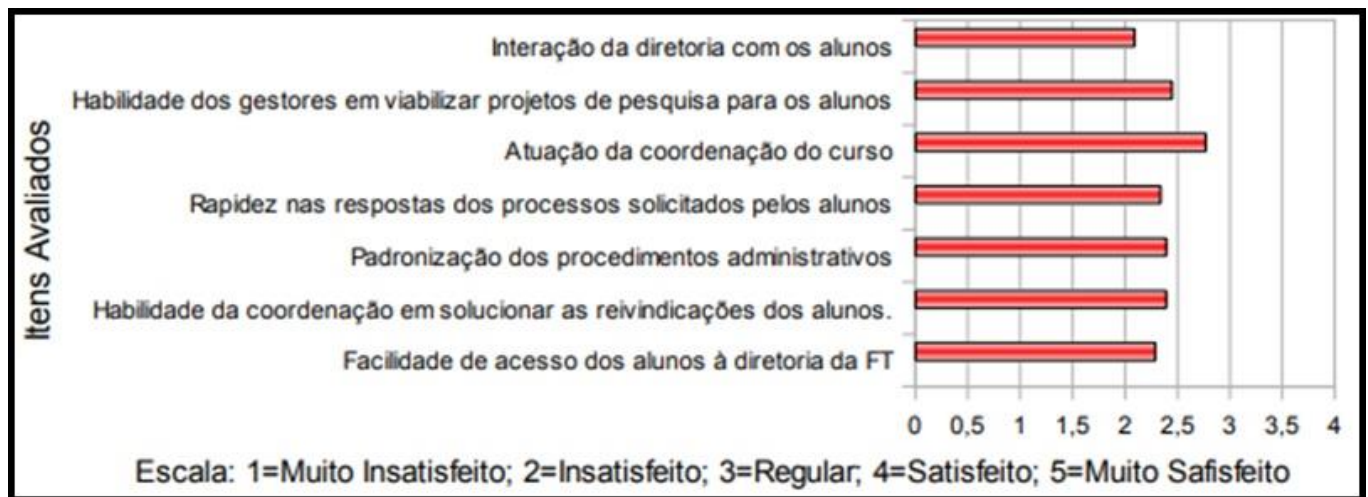 Itens Avaliados
Interação da diretoria com os alunos
Habilidade dos gestores em viabilizar projetos de pesquisa para os alunos
Atuação da coordenação do curso
Rapidez nas respostas dos processos solicitados pelos alunos
Padronização dos procedimentos administrativos
Habilidade da coordenação em solucionar as reivindicações dos alunos.
Facilidade de acesso dos alunos à diretoria da FT
0 0,5 1 1,5 2 2,5 3 3,5 4
Escala: 1=Muito Insatisfeito; 2=Insatisfeito; 3=Regular; 4=Satisfeito; 5=Muito Safisfeito